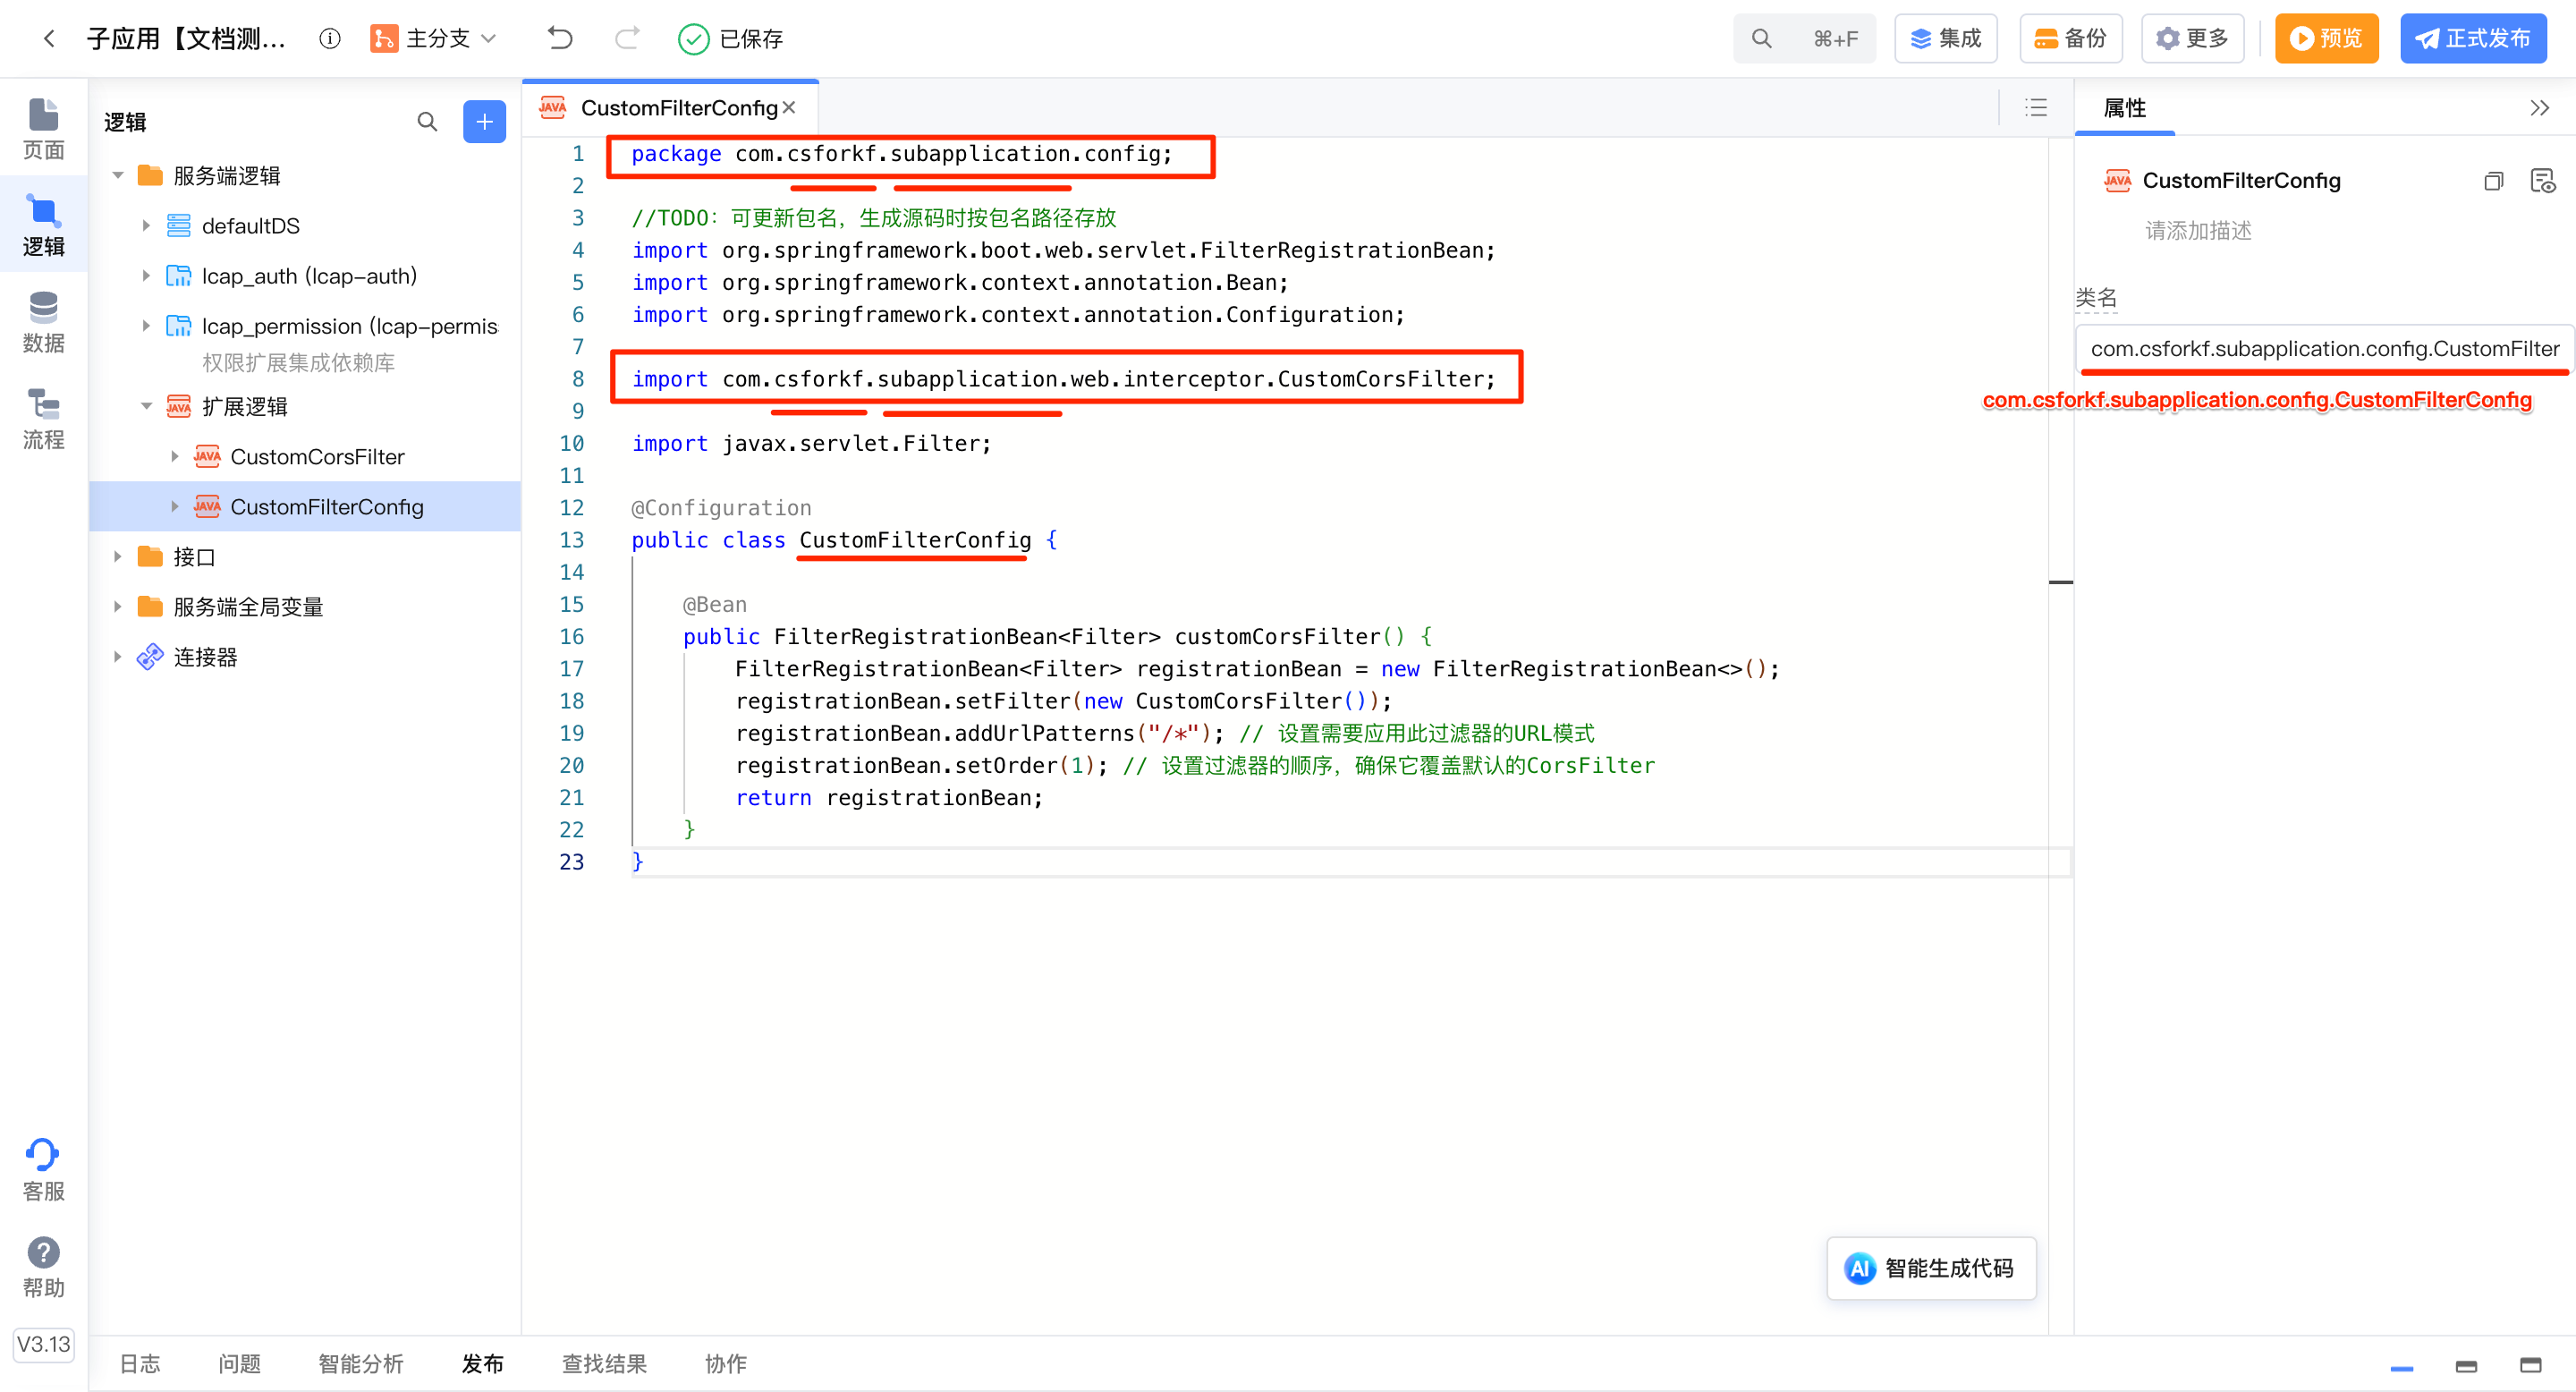 子应用【文档测... 主分支 已保存 ⌘+F 集成 备份 更多 预览 正式发布
页面
逻辑
数据
流程
客服
帮助
V3.13
逻辑
服务端逻辑
defaultDS
lcap_auth (lcap-auth)
lcap_permission (lcap-permis
权限扩展集成依赖库
扩展逻辑
CustomCorsFilter
CustomFilterConfig
接口
服务端全局变量
连接器
CustomFilterConfig
1 package com.csforkf.subapplication.config;
2
3 //TODO: 可更新包名，生成源码时按包名路径存放
4 import org.springframework.boot.web.servlet.FilterRegistrationBean;
5 import org.springframework.context.annotation.Bean;
6 import org.springframework.context.annotation.Configuration;
7
8 import com.csforkf.subapplication.web.interceptor.CustomCorsFilter;
9
10 import javax.servlet.Filter;
11
12 @Configuration
13 public class CustomFilterConfig {
14
15 @Bean
16 public FilterRegistrationBean<Filter> customCorsFilter() {
17 FilterRegistrationBean<Filter> registrationBean = new FilterRegistrationBean<>();
18 registrationBean.setFilter(new CustomCorsFilter());
19 registrationBean.addUrlPatterns("/*"); // 设置需要应用此过滤器的URL模式
20 registrationBean.setOrder(1); // 设置过滤器的顺序，确保它覆盖默认的CorsFilter
21 return registrationBean;
22 }
23 }
AI 智能生成代码
属性
JAVA CustomFilterConfig
请添加描述
类名
com.csforkf.subapplication.config.CustomFilter
com.csforkf.subapplication.config.CustomFilterConfig
日志 问题 智能分析 发布 查找结果 协作